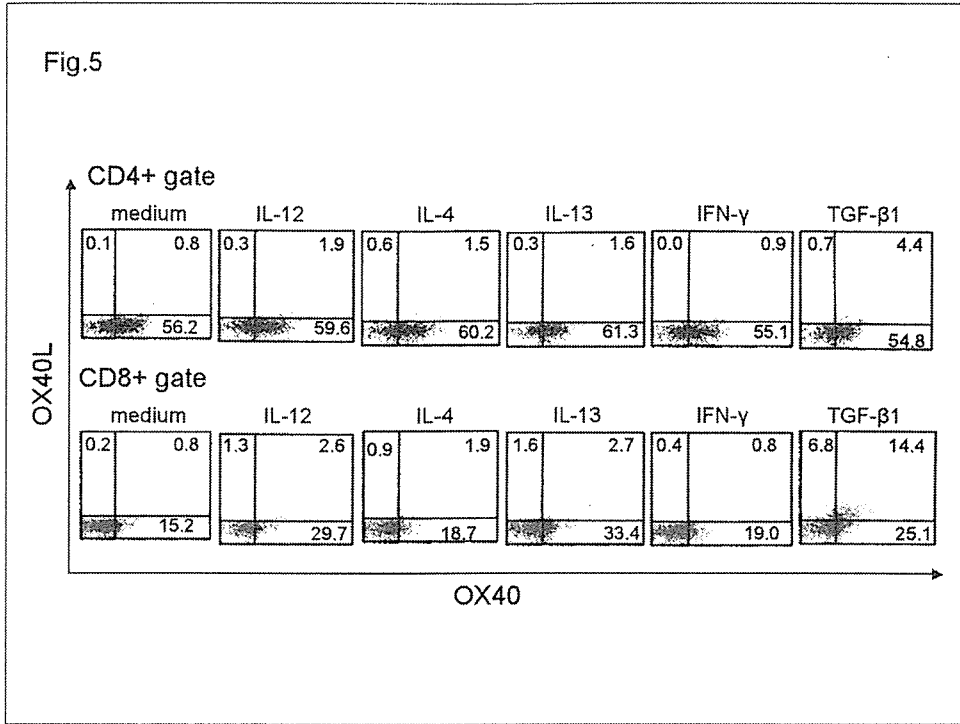 Fig.5
CD4+ gate
medium IL-12 IL-4 IL-13 IFN-γ TGF-β1
0.1 0.8 0.3 1.9 0.6 1.5 0.3 1.6 0.0 0.9 0.7 4.4
56.2 59.6 60.2 61.3 55.1 54.8
CD8+ gate
medium IL-12 IL-4 IL-13 IFN-γ TGF-β1
0.2 0.8 1.3 2.6 0.9 1.9 1.6 2.7 0.4 0.8 6.8 14.4
15.2 29.7 18.7 33.4 19.0 25.1
OX40L
OX40